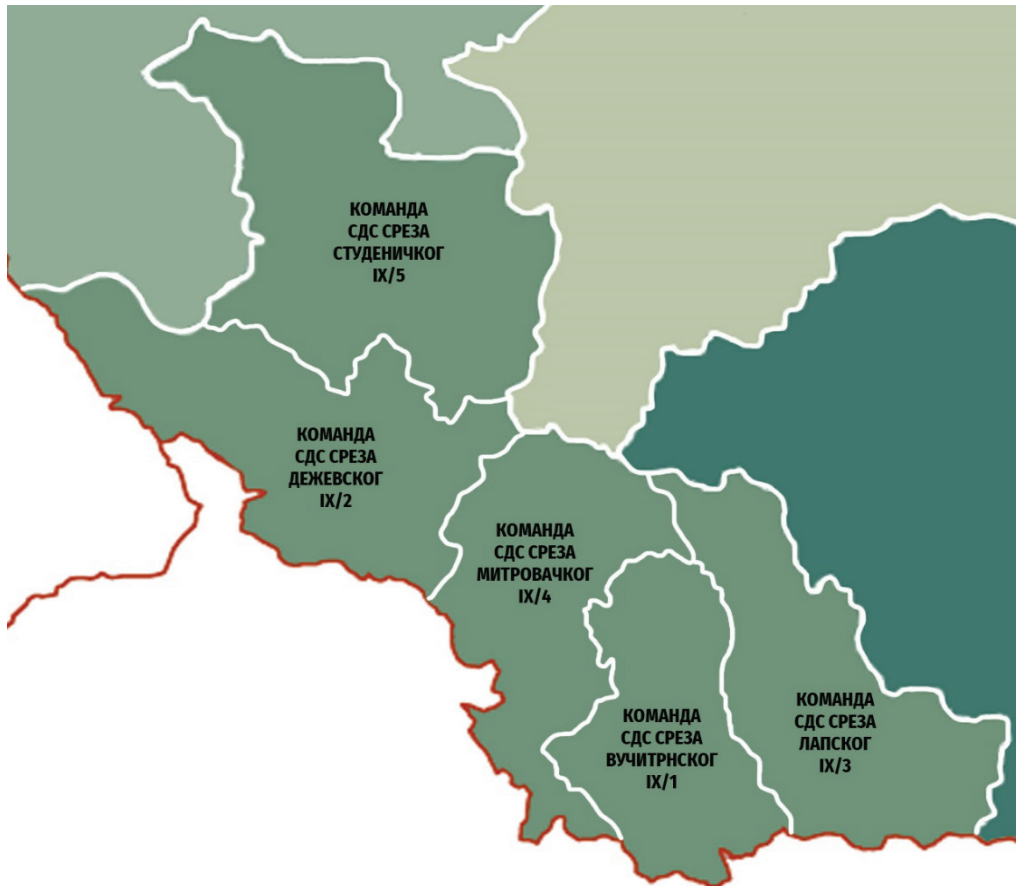 КОМАНДА
СДС СРЕЗА
СТУДЕНИЧКОГ
IX/5
КОМАНДА
СДС СРЕЗА
ДЕЖЕВСКОГ
IX/2
КОМАНДА
СДС СРЕЗА
МИТРОВАЧКОГ
IX/4
КОМАНДА
СДС СРЕЗА
ВУЧИТРНСКОГ
IX/1
КОМАНДА
СДС СРЕЗА
ЛАПСКОГ
IX/3